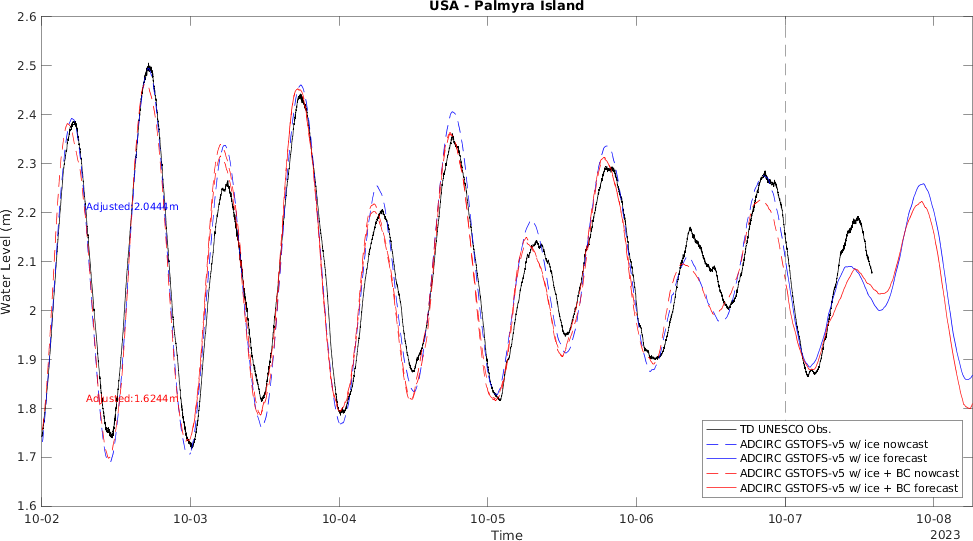 USA - Palmyra Island
2.6
2.5
2.4
2.3
2.2
2.1
2
1.9
1.8
1.7
1.6
Water Level (m)
Adjusted:2.0444m
Adjusted:1.6244m
TD UNESCO Obs.
ADCIRC GSTOFS-v5 w/ ice nowcast
ADCIRC GSTOFS-v5 w/ ice forecast
ADCIRC GSTOFS-v5 w/ ice + BC nowcast
ADCIRC GSTOFS-v5 w/ ice + BC forecast
10-02 10-03 10-04 10-05 10-06 10-07 10-08
Time
2023